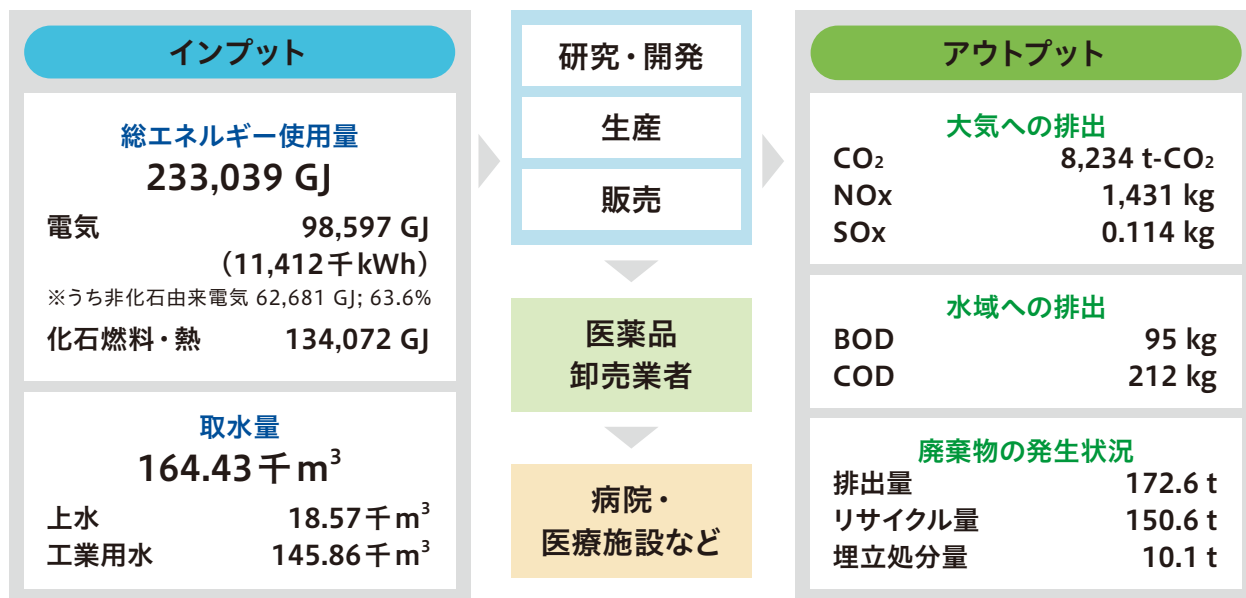 インプット
総エネルギー使用量
233,039 GJ
電気 98,597 GJ
（11,412千kWh）
※うち非化石由来電気 62,681 GJ; 63.6%
化石燃料・熱 134,072 GJ
取水量
164.43千m³
上水 18.57千m³
工業用水 145.86千m³
研究・開発
生産
販売
医薬品
卸売業者
病院・
医療施設など
アウトプット
大気への排出
CO₂ 8,234 t-CO₂
NOx 1,431 kg
SOx 0.114 kg
水域への排出
BOD 95 kg
COD 212 kg
廃棄物の発生状況
排出量 172.6 t
リサイクル量 150.6 t
埋立処分量 10.1 t